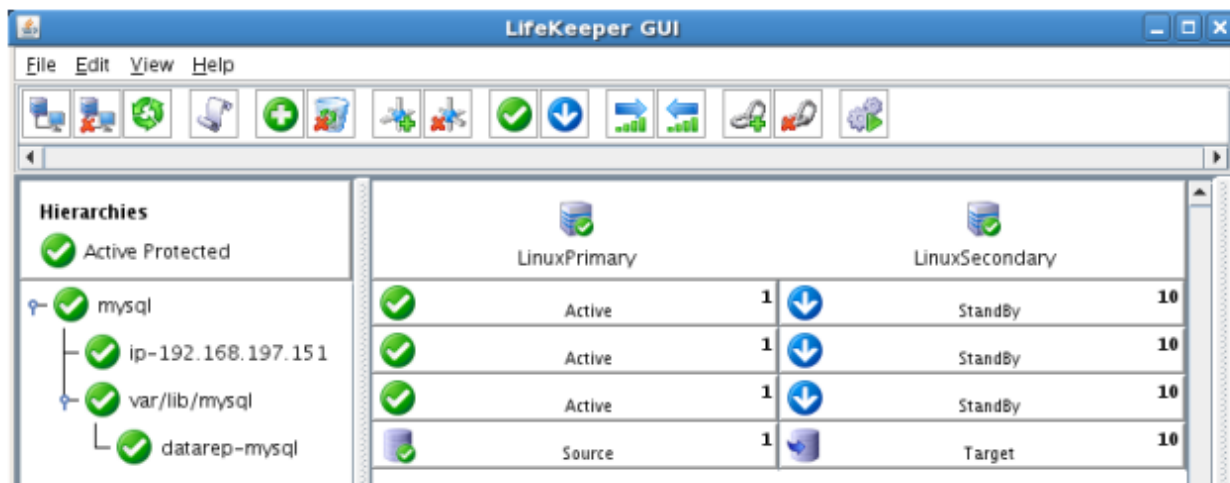 LifeKeeper GUI
File Edit View Help
Hierarchies
Active Protected
LinuxPrimary LinuxSecondary
mysql Active 1 StandBy 10
ip-192.168.197.151 Active 1 StandBy 10
var/lib/mysql Active 1 StandBy 10
datarep-mysql Source 1 Target 10